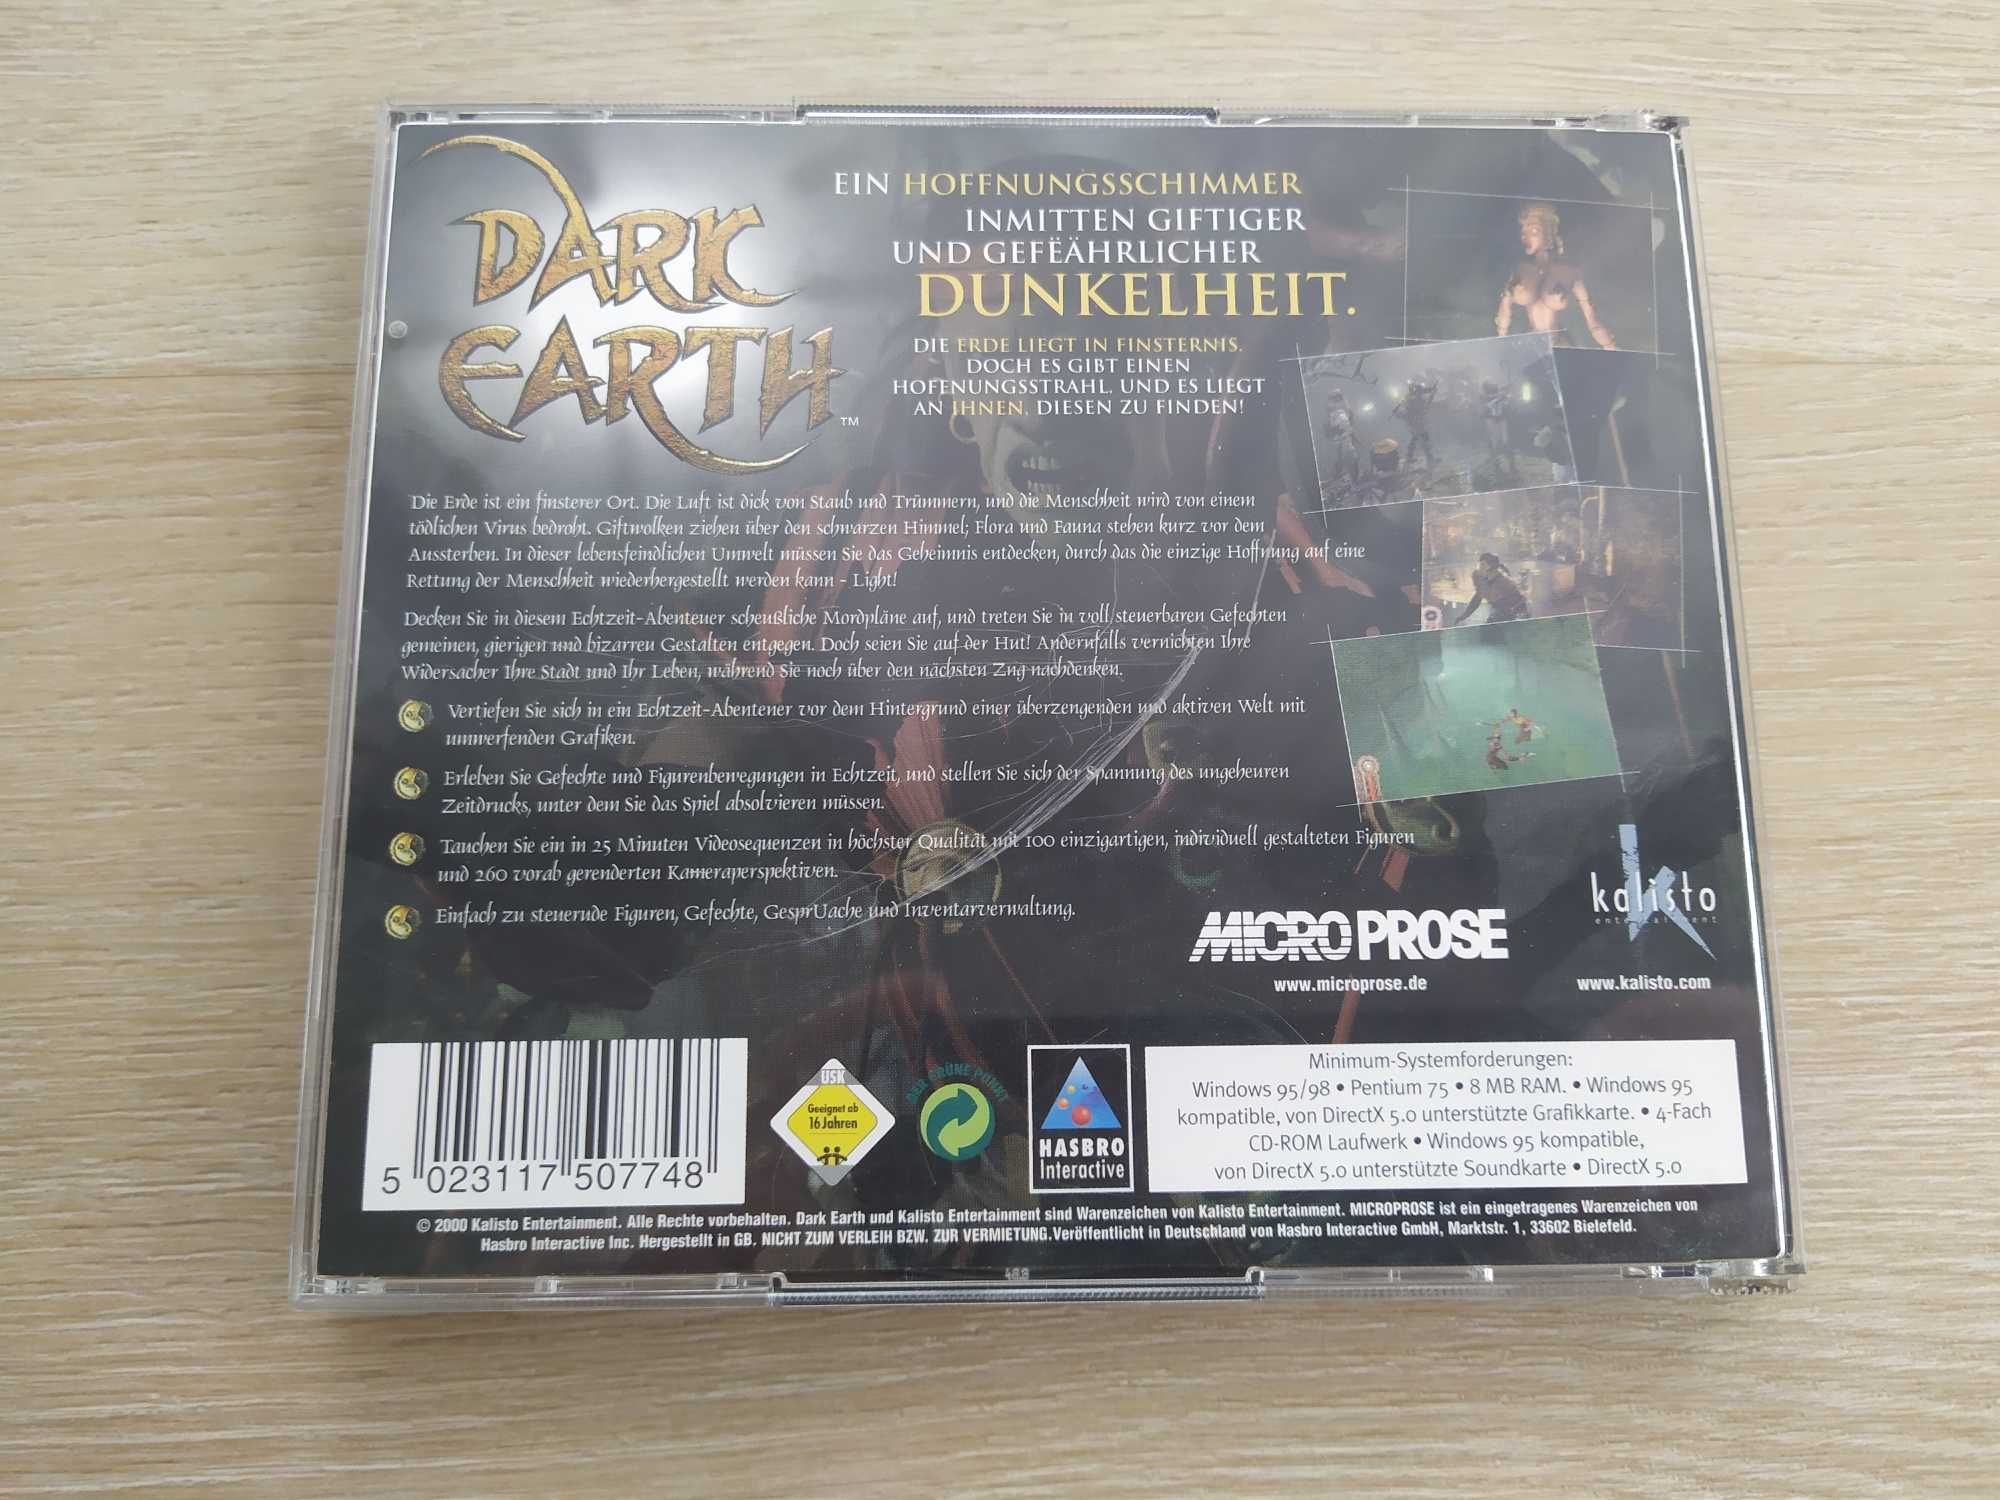 DARK
EARTH
™
EIN HOFFNUNGSSCHIMMER
INMITTEN GIFTIGER
UND GEFËÄHRLICHER
DUNKELHEIT.
DIE ERDE LIEGT IN FINSTERNIS.
DOCH ES GIBT EINEN
HOFFNUNGSSTRAHL. UND ES LIEGT
AN IHNEN, DIESEN ZU FINDEN!
Die Erde ist ein finsterer Ort. Die Luft ist dick von Staub und Trümmern, und die Menschheit wird von einem
tödlichen Virus bedroht. Giftwolken ziehen über den schwarzen Himmel; Flora und Fauna stehen kurz vor dem
Aussterben. In dieser lebensfeindlichen Umwelt müssen Sie das Geheimnis entdecken, durch das die einzige Hoffnung auf eine
Rettung der Menschheit wiederhergestellt werden kann - Light!
Decken Sie in diesem Echtzeit-Abenteuer scheußliche Mordpläne auf, und treten Sie in voll steuerbaren Gefechten
gemeinen, gierigen und bizarreu Gestalten entgegen. Doch seien Sie auf der Hut! Andernfalls vernichten Ihre
Widersacher Ihre Stadt und Ihr Leben, während Sie noch über den nächsten Zng nachdenken.
Vertiefen Sie sich in ein Echtzeit-Abentener vor dem Hintergrund einer überzengenden und aktiven Welt mit
umwerfenden Grafiken.
Erleben Sie Gefechte und Figurenbewegungen in Echtzeit, und stellen Sie sich der Spannung des ungeheuren
Zeitdrucks, unter dem Sie das Spiel absolvieren müssen.
Tauchen Sie ein in 25 Minuten Videosequenzen in höchster Qualität mit 100 einzigartigen, individuell gestalteten Figuren
und 260 vorab gerenderten Kameraperspektiven.
Einfach zu steuerude Figuren, Gefechte, GesprUache und Inventarverwaltung.
MICROPROSE
www.microprose.de
kalisto
entertainment
www.kalisto.com
5 023117 507748
USK
Geeignet ab
16 Jahren
DER GRÜNE PUNKT
HASBRO
Interactive
Minimum-Systemforderungen:
Windows 95/98 • Pentium 75 • 8 MB RAM. • Windows 95
kompatible, von DirectX 5.0 unterstützte Grafikkarte. • 4-Fach
CD-ROM Laufwerk • Windows 95 kompatible,
von DirectX 5.0 unterstützte Soundkarte • DirectX 5.0
© 2000 Kalisto Entertainment. Alle Rechte vorbehalten. Dark Earth und Kalisto Entertainment sind Warenzeichen von Kalisto Entertainment. MICROPROSE ist ein eingetragenes Warenzeichen von
Hasbro Interactive Inc. Hergestellt in GB. NICHT ZUM VERLEIH BZW. ZUR VERMIETUNG.Veröffentlicht in Deutschland von Hasbro Interactive GmbH, Marktstr. 1, 33602 Bielefeld.